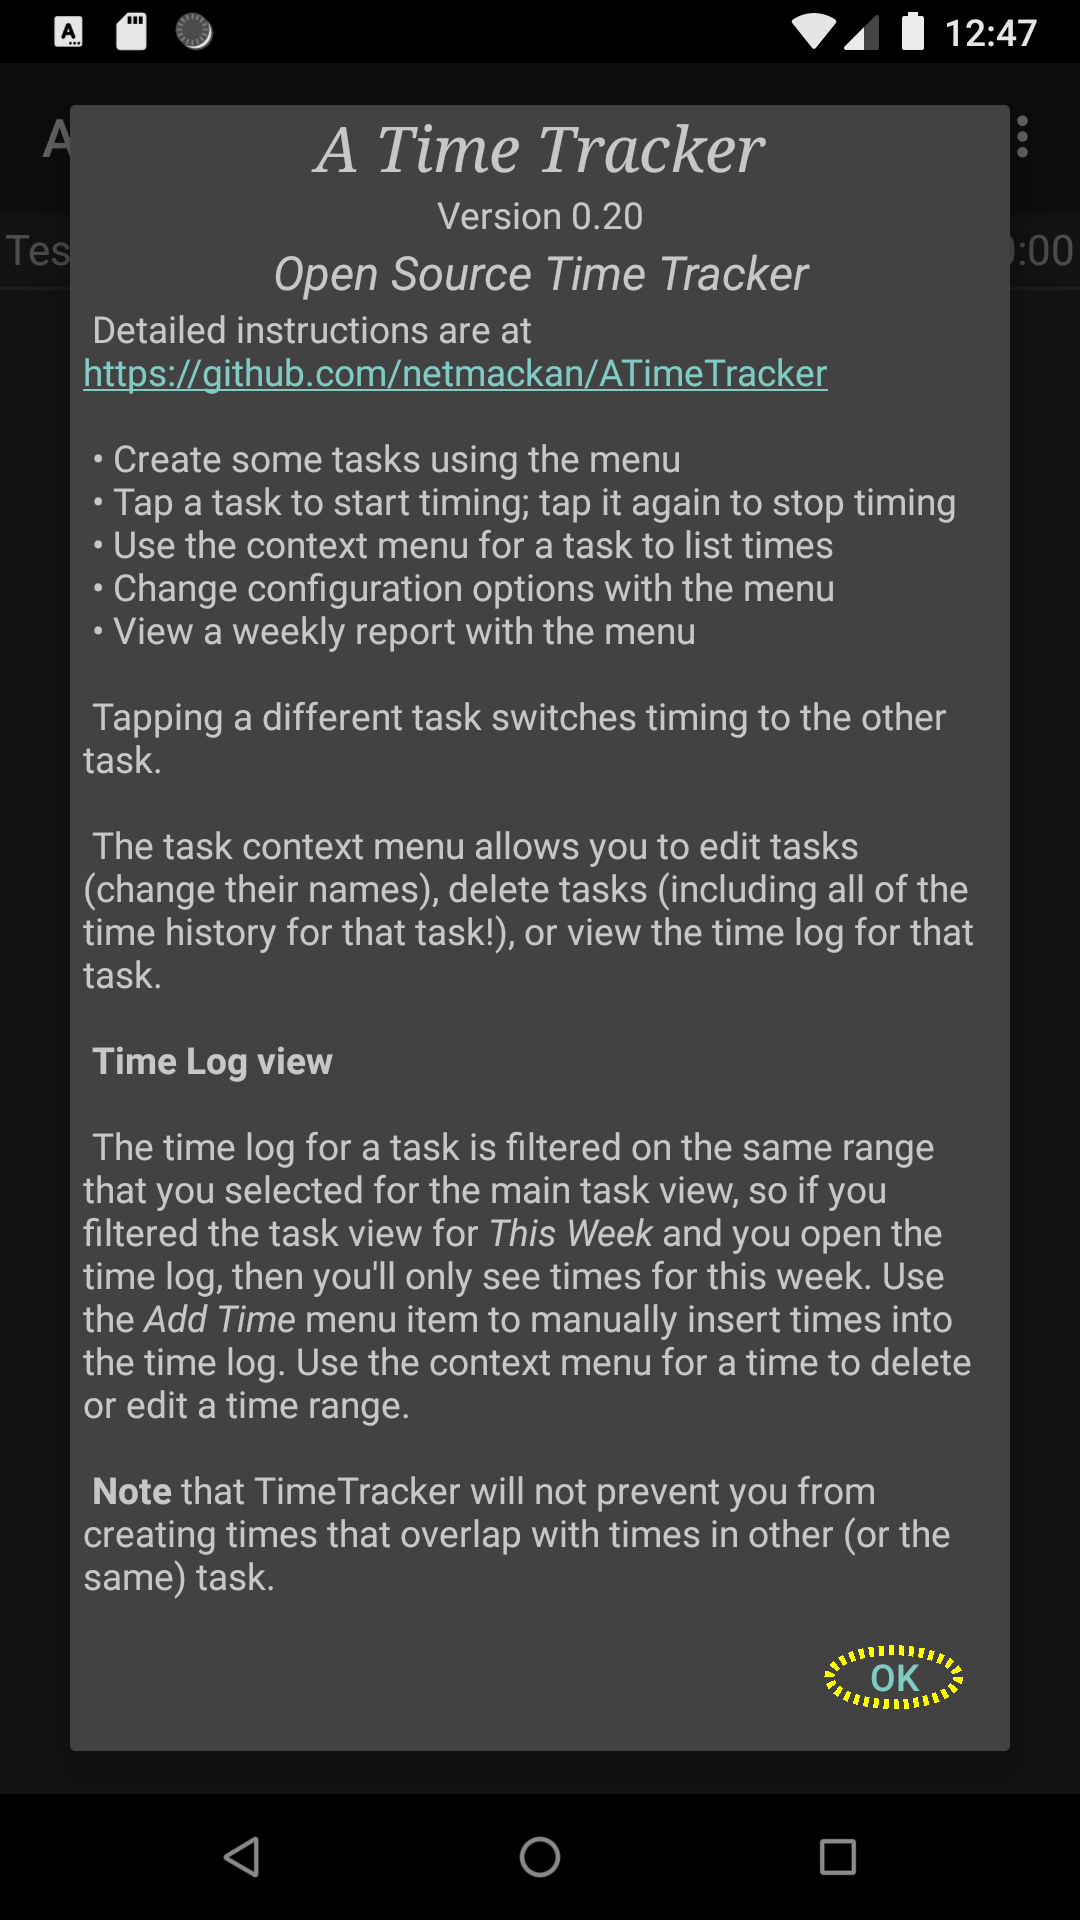 12:47
A Time Tracker
Version 0.20
Tes
:00
Open Source Time Tracker
Detailed instructions are at
https://github.com/netmackan/ATimeTracker
• Create some tasks using the menu
• Tap a task to start timing; tap it again to stop timing
• Use the context menu for a task to list times
• Change configuration options with the menu
• View a weekly report with the menu
Tapping a different task switches timing to the other
task.
The task context menu allows you to edit tasks
(change their names), delete tasks (including all of the
time history for that task!), or view the time log for that
task.
Time Log view
The time log for a task is filtered on the same range
that you selected for the main task view, so if you
filtered the task view for This Week and you open the
time log, then you'll only see times for this week. Use
the Add Time menu item to manually insert times into
the time log. Use the context menu for a time to delete
or edit a time range.
Note that TimeTracker will not prevent you from
creating times that overlap with times in other (or the
same) task.
OK